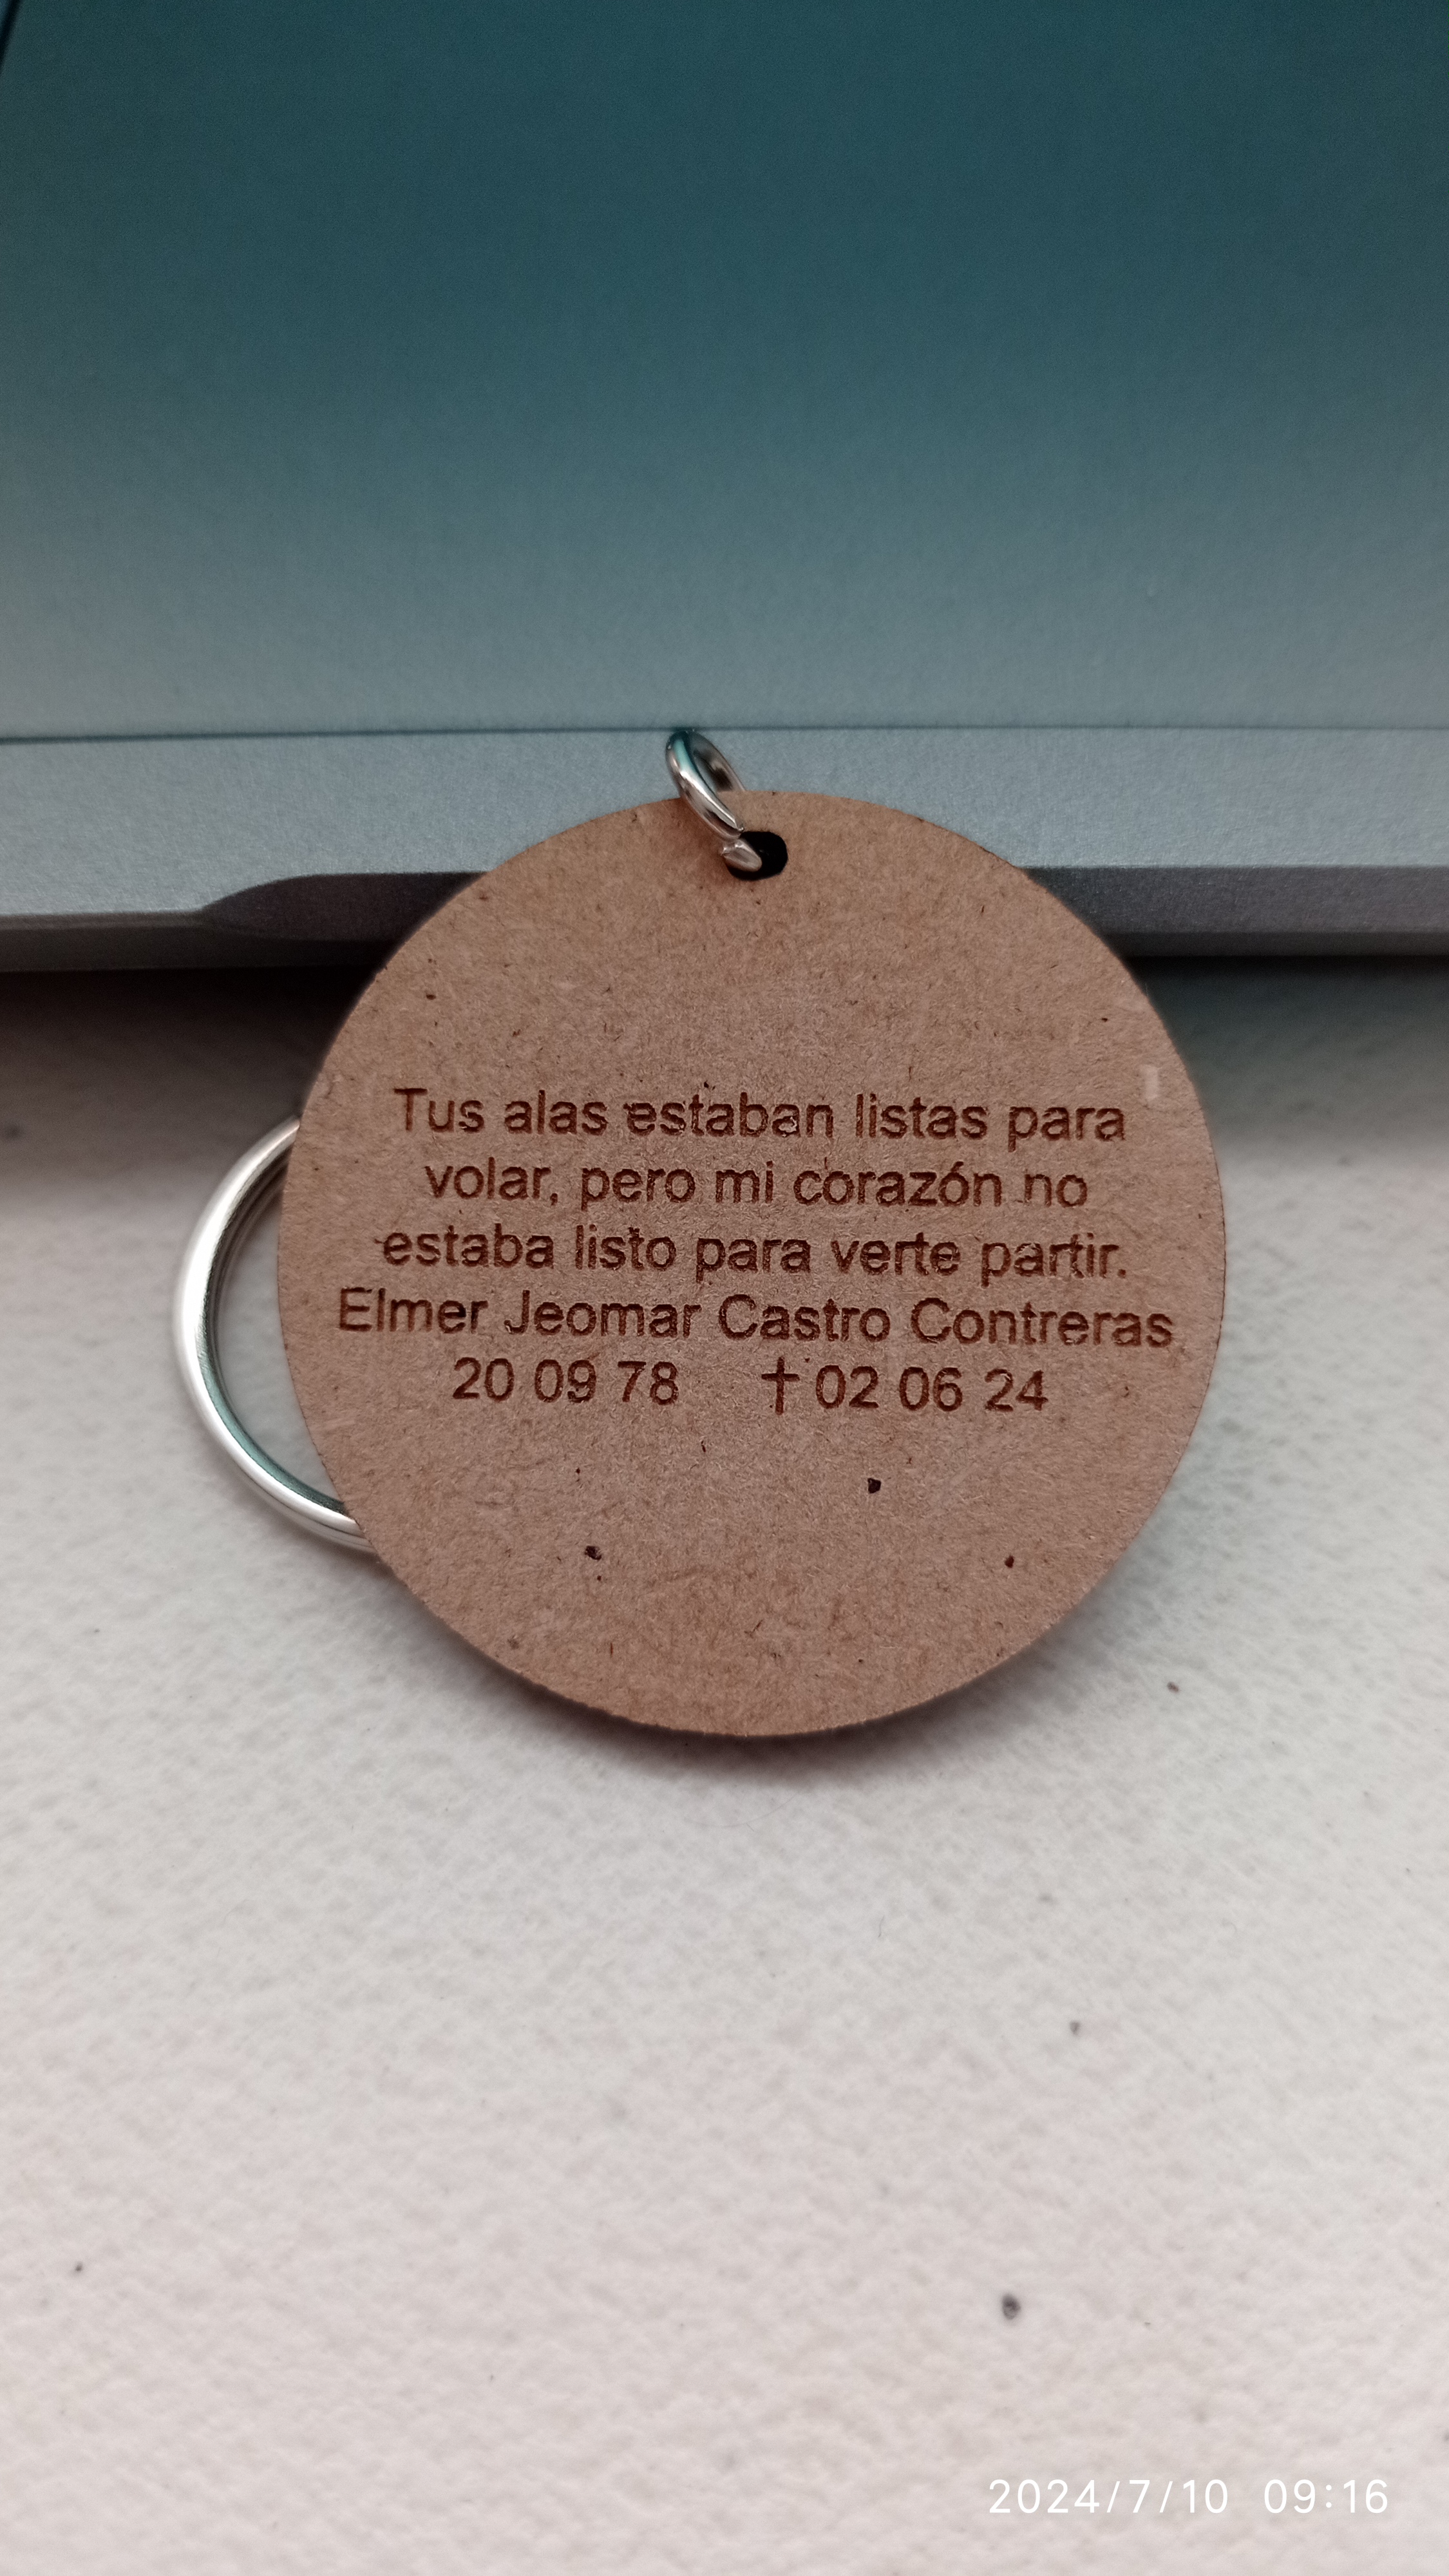 Tus alas estaban listas para
volar, pero mi corazón no
estaba listo para verte partir.
Elmer Jeomar Castro Contreras
20 09 78 ✝02 06 24
2024/7/10 09:16